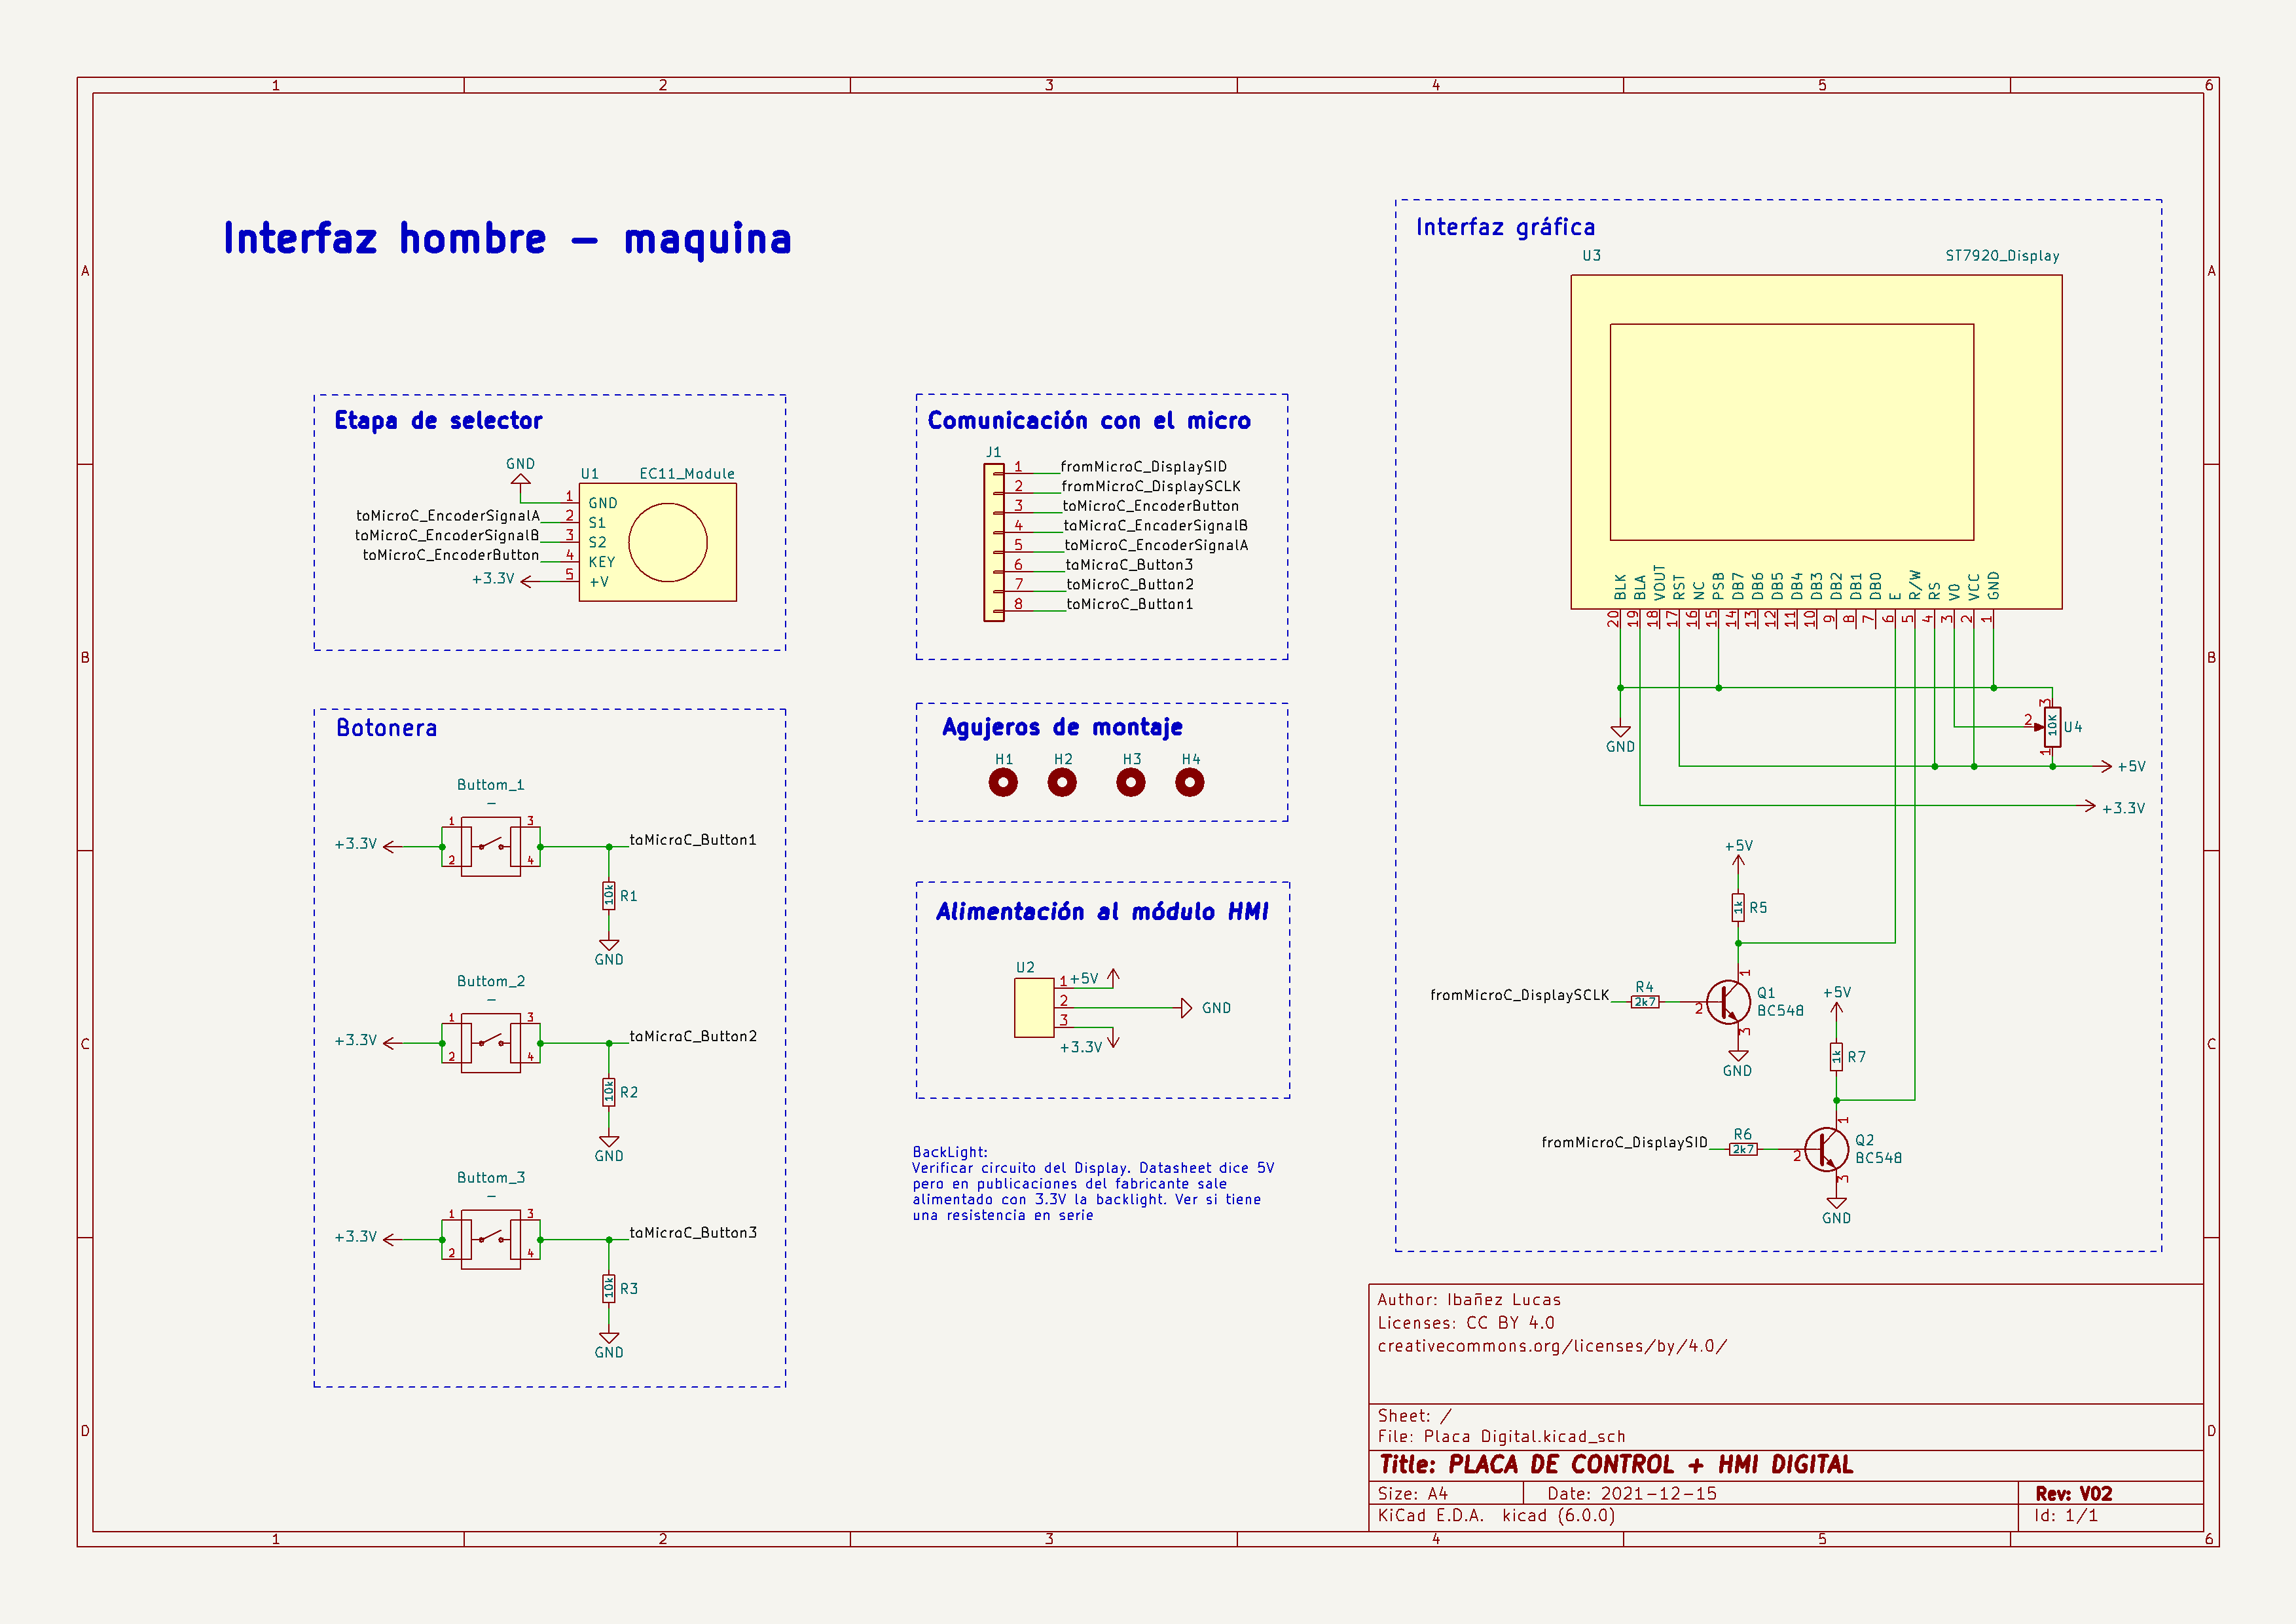 1 2 3 4 5 6
A A
B B
C C
D D
1 2 3 4 5 6
Interfaz hombre - maquina
Etapa de selector
GND
U1 EC11_Module
1 GND
toMicroC_EncoderSignalA 2 S1
toMicroC_EncoderSignalB 3 S2
toMicroC_EncoderButton 4 KEY
+3.3V 5 +V
Botonera
Buttom_1
-
1 3
+3.3V toMicroC_Button1
2 4
10k R1
GND
Buttom_2
-
1 3
+3.3V toMicroC_Button2
2 4
10k R2
GND
Buttom_3
-
1 3
+3.3V toMicroC_Button3
2 4
10k R3
GND
Comunicación con el micro
J1
1 fromMicroC_DisplaySID
2 fromMicroC_DisplaySCLK
3 toMicroC_EncoderButton
4 toMicroC_EncoderSignalB
5 toMicroC_EncoderSignalA
6 toMicroC_Button3
7 toMicroC_Button2
8 toMicroC_Button1
Agujeros de montaje
H1 H2 H3 H4
Alimentación al módulo HMI
U2
1 +5V
2 GND
3
+3.3V
BackLight:
Verificar circuito del Display. Datasheet dice 5V
pero en publicaciones del fabricante sale
alimentado con 3.3V la backlight. Ver si tiene
una resistencia en serie
Interfaz gráfica
U3 ST7920_Display
BLK BLA VOUT RST NC PSB DB7 DB6 DB5 DB4 DB3 DB2 DB1 DB0 E R/W RS V0 VCC GND
20 19 18 17 16 15 14 13 12 11 10 9 8 7 6 5 4 3 2 1
3
2 10K U4
1
GND
+5V
+3.3V
+5V
1k R5
1
fromMicroC_DisplaySCLK R4 2k7 2 Q1
BC548
3
GND
+5V
1k R7
1
fromMicroC_DisplaySID R6 2k7 2 Q2
BC548
3
GND
Author: Ibañez Lucas
Licenses: CC BY 4.0
creativecommons.org/licenses/by/4.0/
Sheet: /
File: Placa Digital.kicad_sch
Title: PLACA DE CONTROL + HMI DIGITAL
Size: A4 Date: 2021-12-15 Rev: V02
KiCad E.D.A. kicad (6.0.0) Id: 1/1